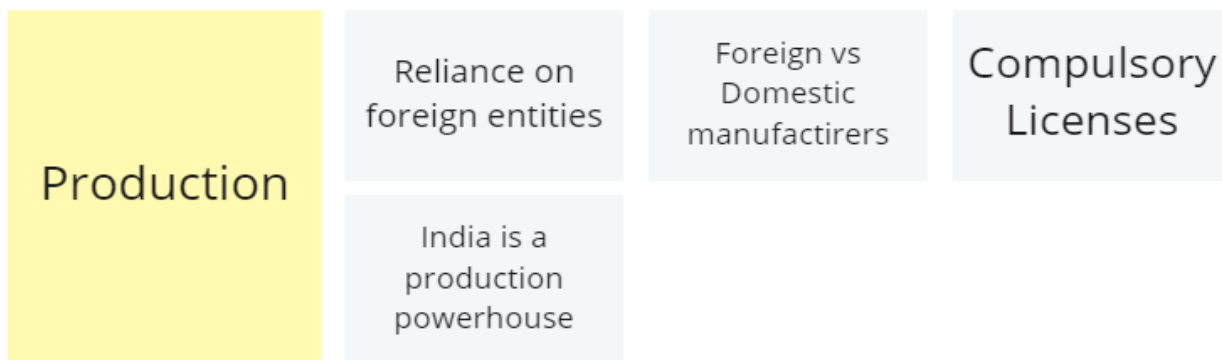 Production
Reliance on
foreign entities
Foreign vs
Domestic
manufactirers
Compulsory
Licenses
India is a
production
powerhouse